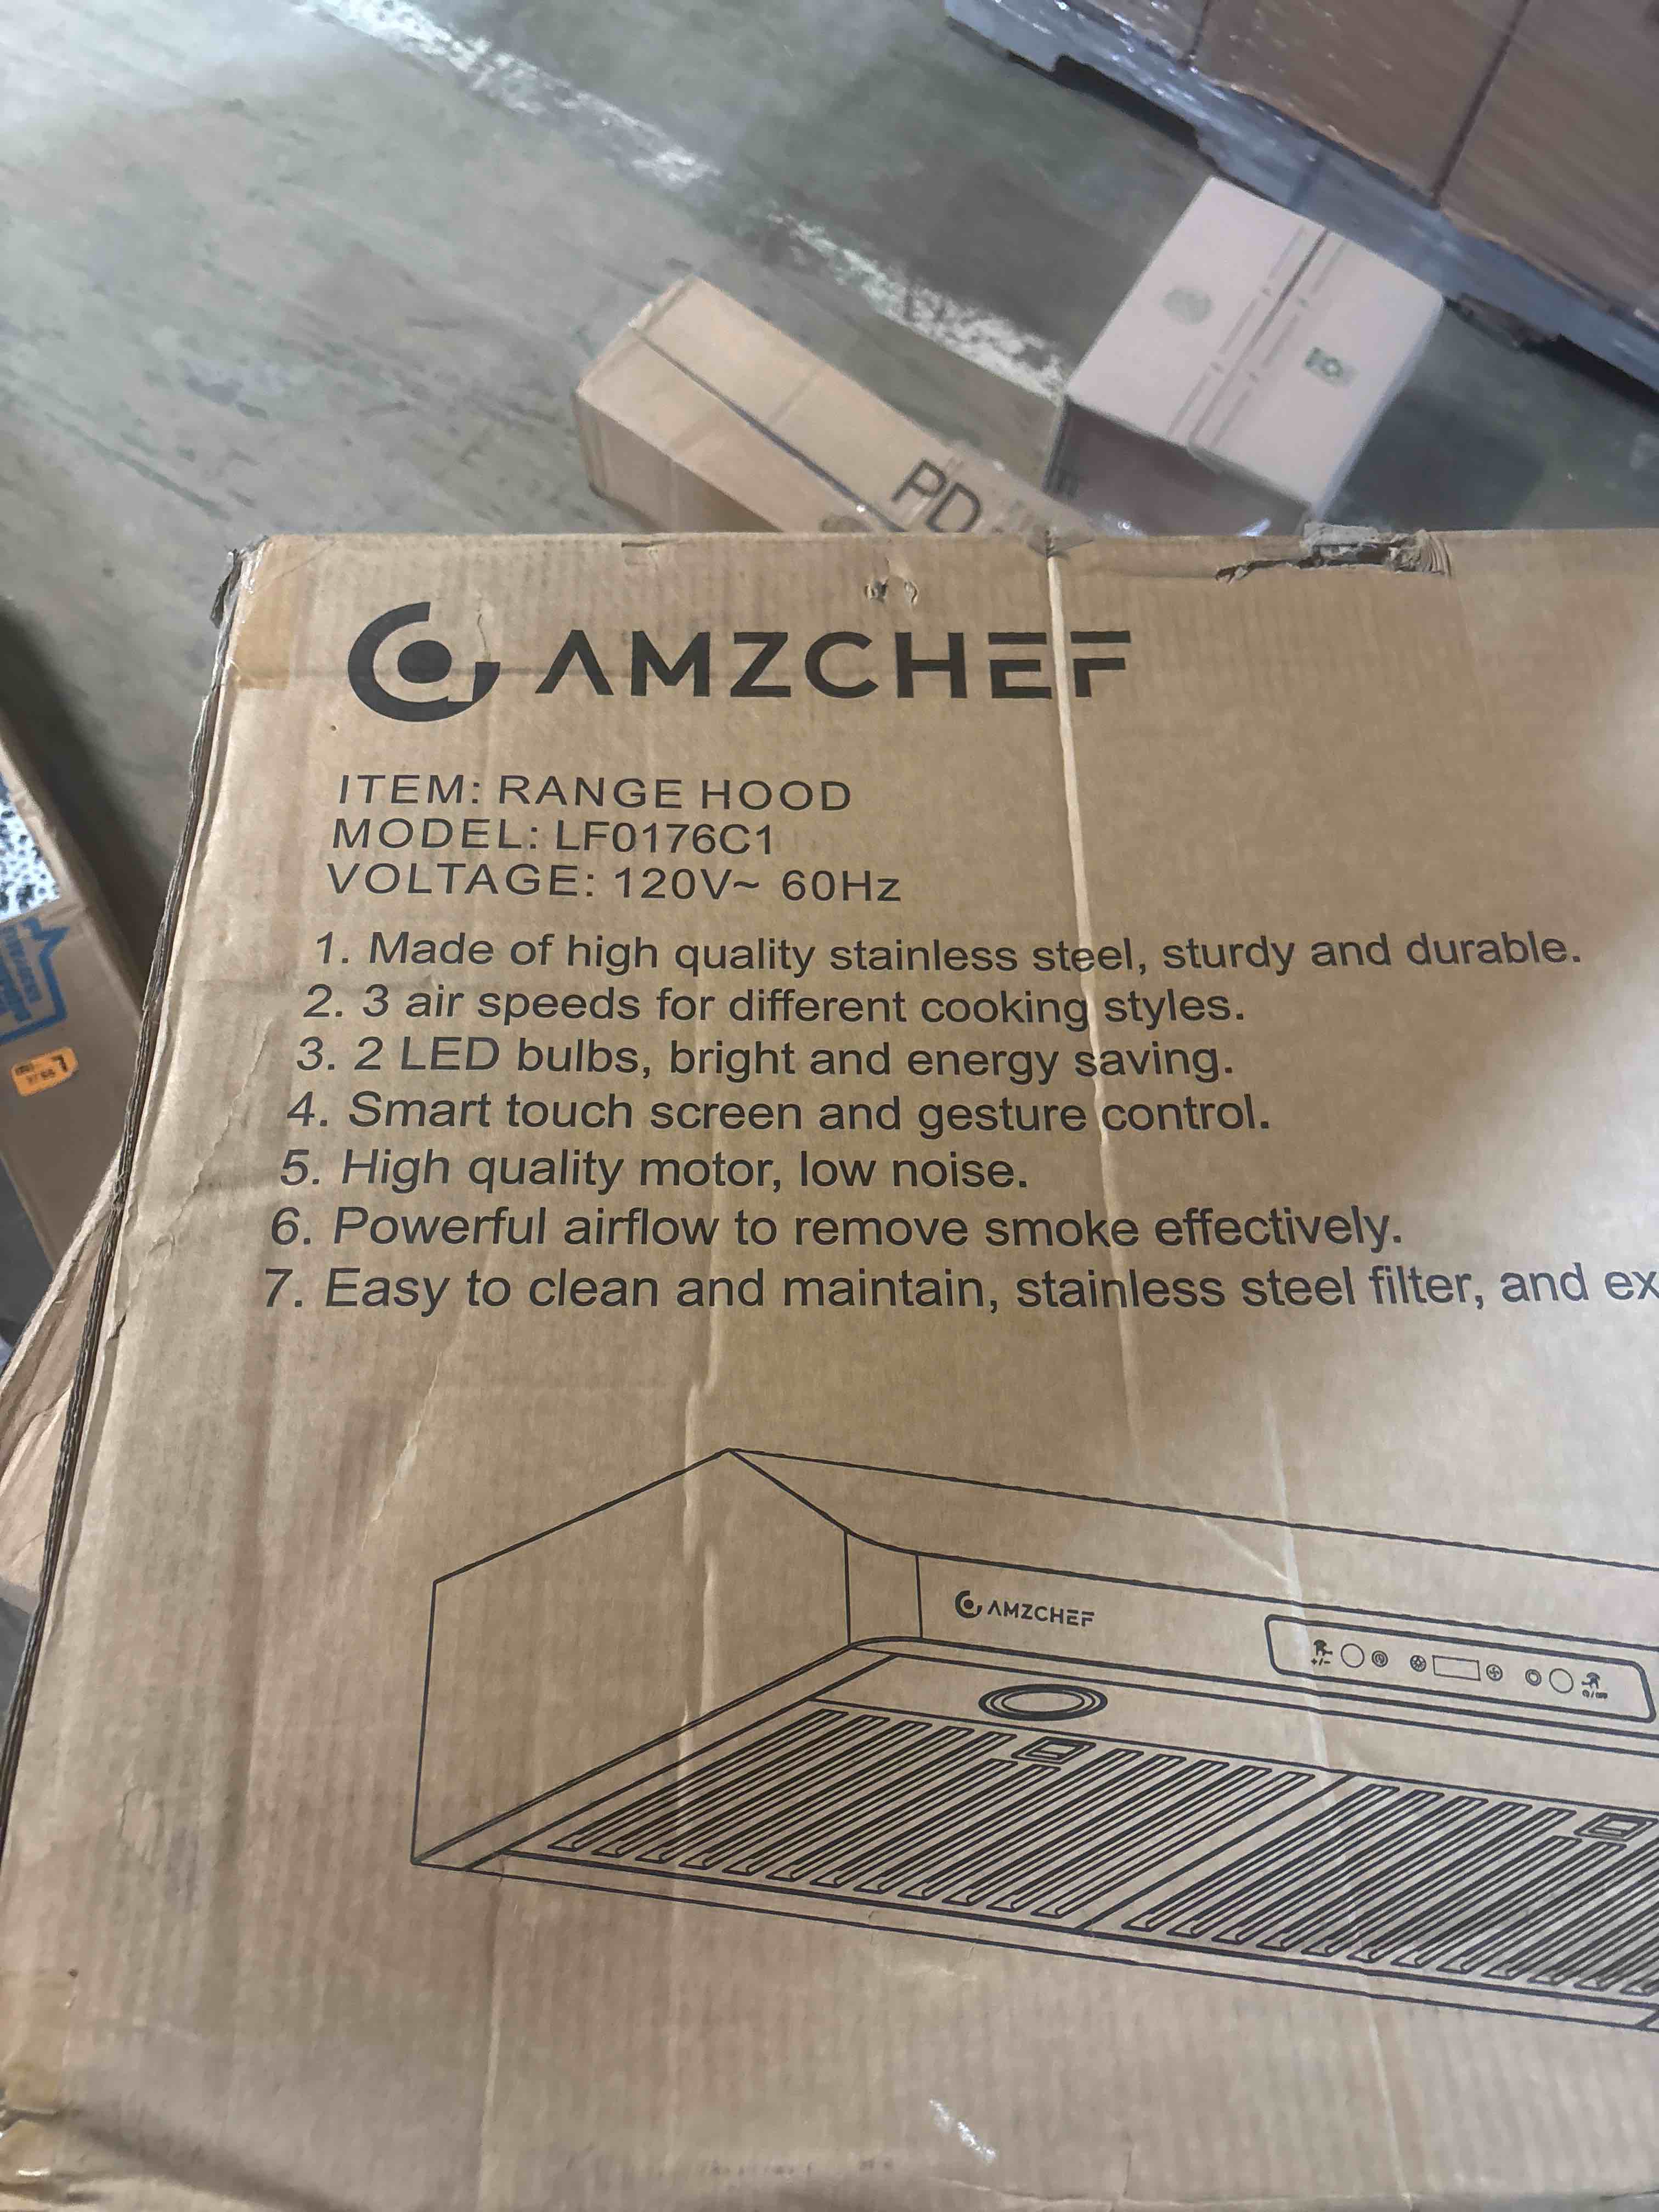 PD
AMZCHEF
ITEM: RANGE HOOD
MODEL: LF0176C1
VOLTAGE: 120V~ 60Hz
1. Made of high quality stainless steel, sturdy and durable.
2. 3 air speeds for different cooking styles.
3. 2 LED bulbs, bright and energy saving.
4. Smart touch screen and gesture control.
5. High quality motor, low noise.
6. Powerful airflow to remove smoke effectively.
7. Easy to clean and maintain, stainless steel filter, and ex
AMZCHEF
+/-